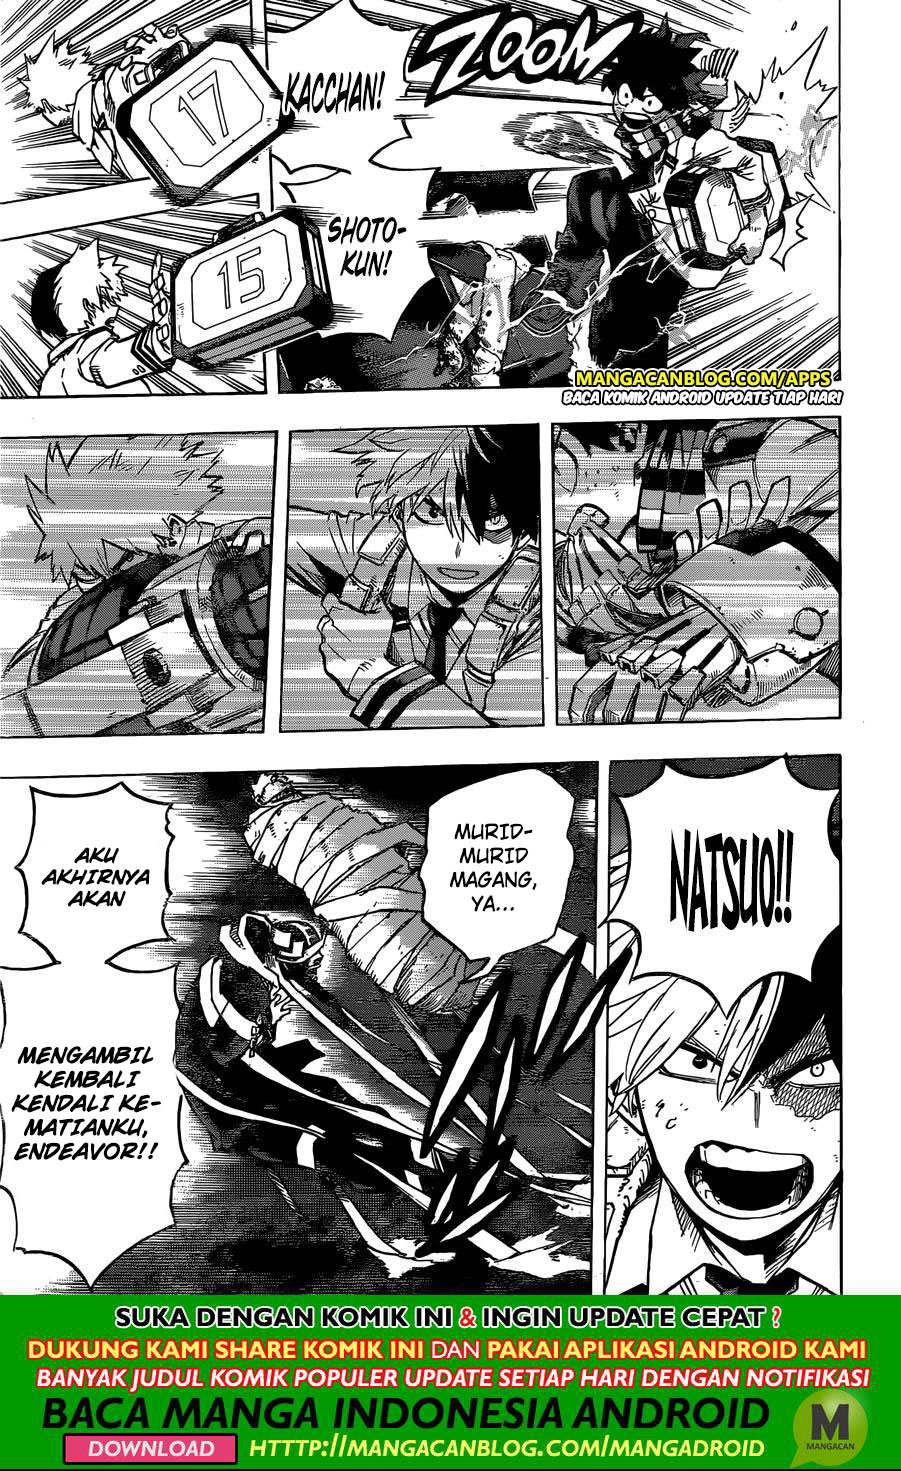 ZOOM
KACCHAN!
17
SHOTO-
KUN!
15
MANGACANBLOG.COM/APPS
BACA KOMIK ANDROID UPDATE TIAP HARI
NATSUO!!
MURID-
MURID
MAGANG,
YA...
AKU
AKHIRNYA
AKAN
MENGAMBIL
KEMBALI
KENDALI KE-
MATIANKU,
ENDEAVOR!!
SUKA DENGAN KOMIK INI & INGIN UPDATE CEPAT ?
DUKUNG KAMI SHARE KOMIK INI DAN PAKAI APLIKASI ANDROID KAMI
BANYAK JUDUL KOMIK POPULER UPDATE SETIAP HARI DENGAN NOTIFIKASI
BACA MANGA INDONESIA ANDROID
DOWNLOAD HTTTP://MANGACANBLOG.COM/MANGADROID
M
MANGACAN